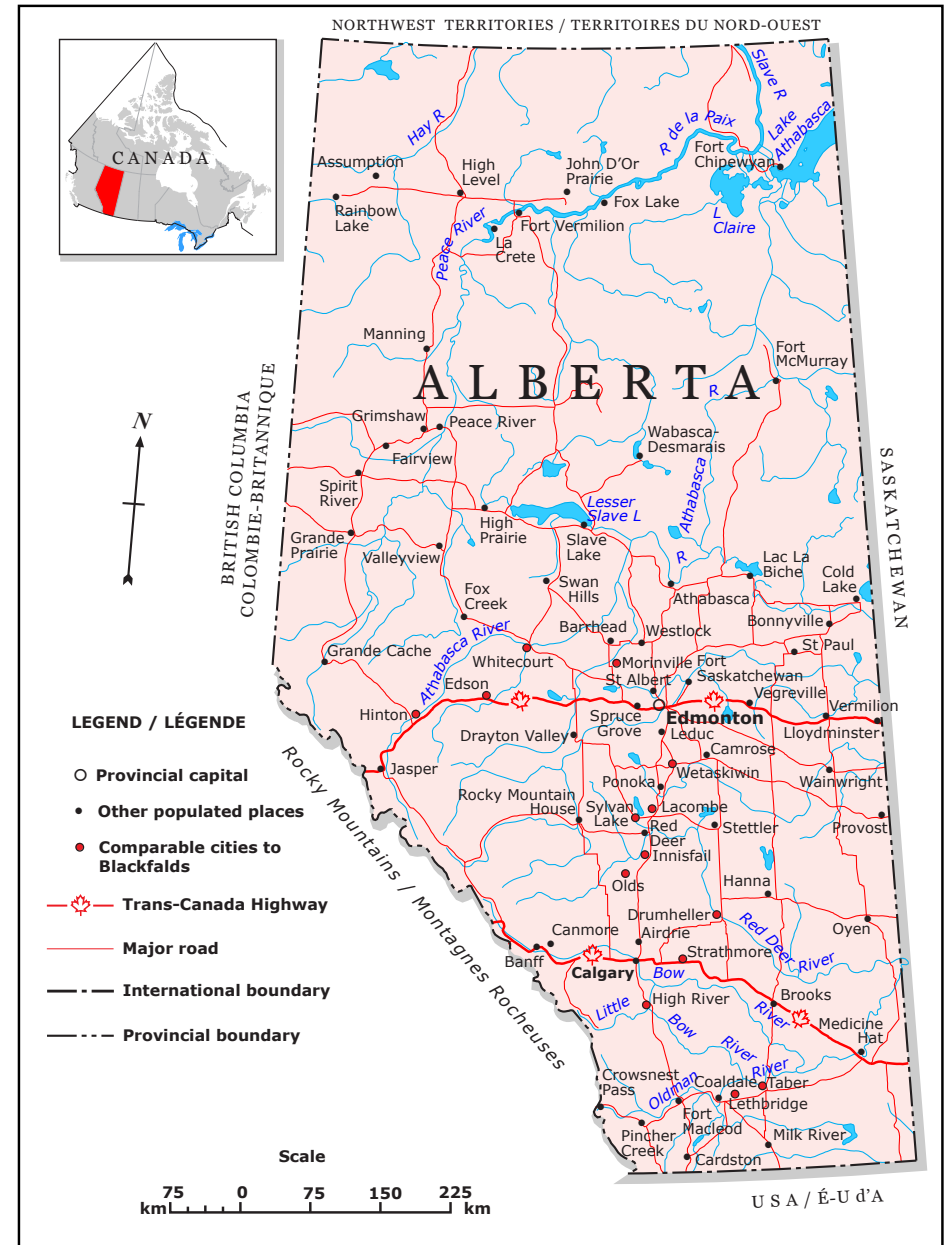 NORTHWEST TERRITORIES / TERRITOIRES DU NORD-OUEST
CANADA
Slave R
Hay R
R de la Paix
Lake
Athabasca
Fort
Chipewyan
Assumption
High
Level
John D'Or
Prairie
Fox Lake
Rainbow
Lake
Fort Vermilion
L
Claire
La
Crete
Peace River
Manning
Fort
McMurray
ALBERTA
R
Grimshaw
Peace River
Wabasca-
Desmarais
Fairview
Athabasca
Spirit
River
Lesser
Slave L
High
Prairie
Slave
Lake
R
Grande
Prairie
Valleyview
Lac La
Biche
Cold
Lake
Swan
Hills
Athabasca
Fox
Creek
Bonnyville
Barrhead
Westlock
St Paul
Athabasca River
Grande Cache
Whitecourt
Morinville
Fort
Saskatchewan
St Albert
Edson
Vegreville
Vermilion
Hinton
Spruce
Grove
Edmonton
Lloydminster
Drayton Valley
Leduc
Camrose
Jasper
Wetaskiwin
Ponoka
Wainwright
Rocky Mountain
House
Sylvan
Lake
Lacombe
Red
Deer
Stettler
Provost
Innisfail
Olds
Hanna
Drumheller
Oyen
Canmore
Airdrie
Red Deer River
Banff
Strathmore
Calgary
Bow
River
Little
Bow
River
High River
Brooks
Medicine
Hat
Crowsnest
Pass
Oldman
River
Coaldale
Taber
Lethbridge
Fort
Macleod
Pincher
Creek
Milk River
Cardston
BRITISH COLUMBIA
COLOMBIE-BRITANNIQUE
SASKATCHEWAN
Rocky Mountains / Montagnes Rocheuses
USA / É-U d'A
N
LEGEND / LÉGENDE
Provincial capital
Other populated places
Comparable cities to
Blackfalds
Trans-Canada Highway
Major road
International boundary
Provincial boundary
Scale
75 0 75 150 225
km km